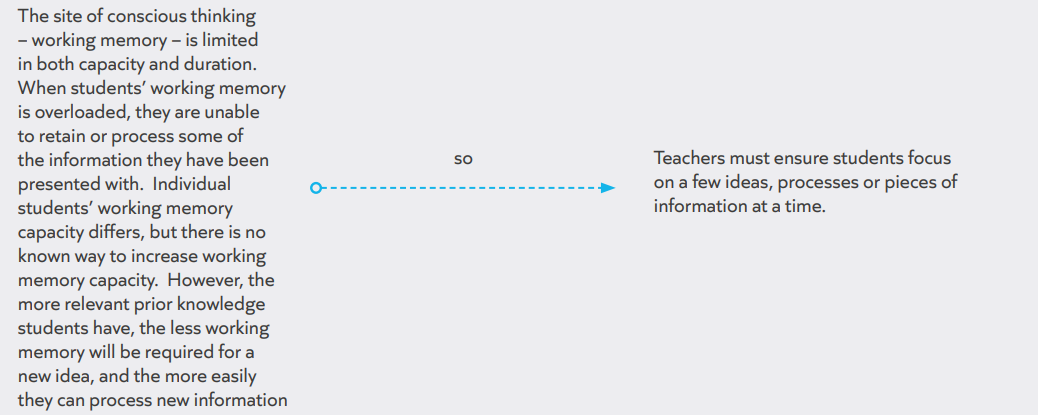 The site of conscious thinking
– working memory – is limited
in both capacity and duration.
When students’ working memory
is overloaded, they are unable
to retain or process some of
the information they have been
presented with.  Individual
students’ working memory
capacity differs, but there is no
known way to increase working
memory capacity.  However, the
more relevant prior knowledge
students have, the less working
memory will be required for a
new idea, and the more easily
they can process new information
so
Teachers must ensure students focus
on a few ideas, processes or pieces of
information at a time.